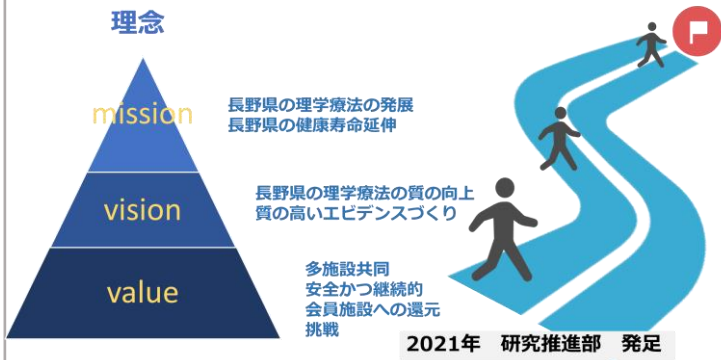 理念
mission
長野県の理学療法の発展
長野県の健康寿命延伸
vision
長野県の理学療法の質の向上
質の高いエビデンスづくり
value
多施設共同
安全かつ継続的
会員施設への還元
挑戦
2021年 研究推進部 発足